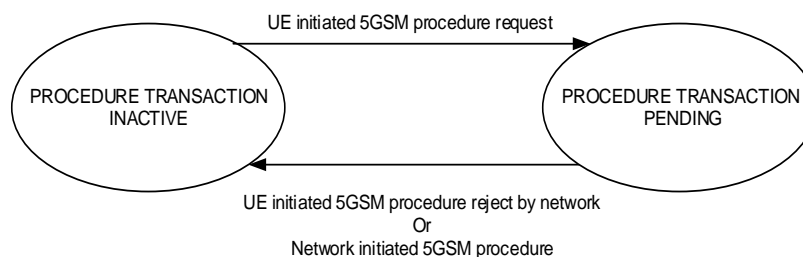 UE initiated 5GSM procedure request
PROCEDURE TRANSACTION
INACTIVE
PROCEDURE TRANSACTION
PENDING
UE initiated 5GSM procedure reject by network
Or
Network initiated 5GSM procedure